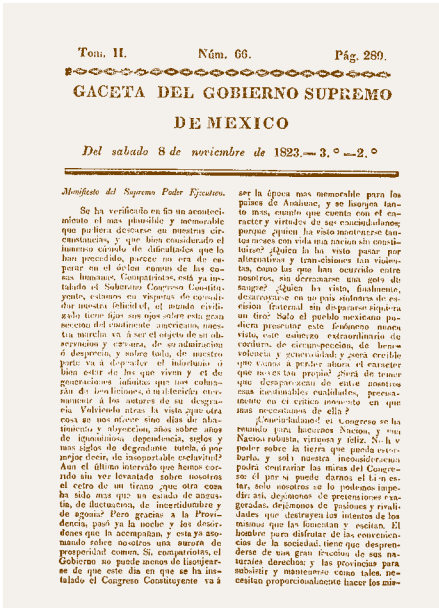 Tom. II. Núm. 66. Pág. 289.
GACETA DEL GOBIERNO SUPREMO
DE MEXICO
Del sabado 8 de noviembre de 1823.—3.º—2.º
Manifiesto del Supremo Poder Ejecutivo.
Se ha verificado en fin un aconteci-
miento el mas plausible y memorable
que pudiera desearse en nuestras cir-
cunstancias, y que bien considerado el
inmenso cúmulo de dificultades que lo
han precedido, parece no era de es-
perar en el órden comun de las co-
sas humanas. Compatriotas, está ya ins-
talado el Soberano Congreso Constitu-
yente, estamos en visperas de consoli-
dar nuestra felicidad, el mundo civili-
zado tiene fijos sus ojos sobre esta gran
seccion del continente americano, nues-
tra marcha va á ser el objeto de su ob-
servacion y censura, de su admiracion
ó desprecio, y sobre todo, de nuestro
porte va á depender el infortunio ó
bien estar de los que viven y el de
generaciones infinitas que nos colma-
rán de bendiciones, ó maldecirán eter-
namente á los autores de su desgra-
cia. Volviendo atras la vista ¿que otra
cosa se nos ofrece sino dias de aba-
timiento y abyeccion, años sobre años
de ignominiosa dependencia, siglos y
mas siglos de degradante tutela, ó por
mejor decir, de insoportable esclavitud?
Aun el último intervalo que hemos cor-
rido sin ver levantado sobre nosotros
el cetro de un tirano ¿que otra cosa
ha sido mas que un estado de angus-
tia, de fluctuacion, de incertidumbre y
de agonia? Pero gracias a la Provi-
dencia, pasó ya la noche y los desór-
denes que la acompañan, y esta ya aso-
mando sobre nosotros una aurora de
prosperidad comun. Sí, compatriotas, el
Gobierno no puede menos de lisonjear-
se de que este dia en que se ha ins-
talado el Congreso Constituyente va á
ser la época mas memorable para los
paises de Anahuac, y se lisonjea tan-
to mas, cuanto que cuenta con el ca-
racter y virtudes de sus conciudadanos;
porque ¿quien ha visto mantenerse tan-
tos meses con vida una nacion sin consti-
tuirse? ¿Quien la ha visto pasar por
alternativas y transiciones tan violen-
tas, como las que han ocurrido entre
nosotros, sin derramarse una gota de
sangre? ¿Quien ha visto, finalmente,
desarrollarse en no pais sintomas de es-
cision fraternal sin dispararse siquiera
un tiro? Solo el pueblo mexicano pu-
diera presentar este fenómeno nunca
visto, este esfuerzo extraordinario de
cordura, de circunspeccion, de bene-
volencia y generosidad: y ¿será creible
que vamos á perder ahora el caracter
que nos es tan propio? ¿Será de temer
que desaparezcan de entre nosotros
esas inestimables cualidades, precisa-
mente en el crítico momento en que
mas necesitamos de ella?
¡Conciudadanos! el Congreso se ha
reunido para hacernos Nacion, y una
Nacion robusta, virtuosa y feliz. No h y
poder sobre la tierra que pueda estor-
barlo, y solo nuestra inconsideracion
podrá contrariar las miras del Congre-
so: él por sí puede darnos el bien es-
tar, solo nosotros se lo podemos impe-
dir: asi, dejémonos de pretensiones exa-
geradas, dejémonos de pasiones y rivali-
dades que destruyen los intentos de los
mismos que las fomentan y escitan. El
hombre para disfrutar de las convenien-
cias de la sociedad, tiene que despren-
derse de una gran fraccion de sus na-
turales derechos; y las provincias para
subsistir y mantenerse como tales, ne-
cesitan proporcionalmente hacer los mis-